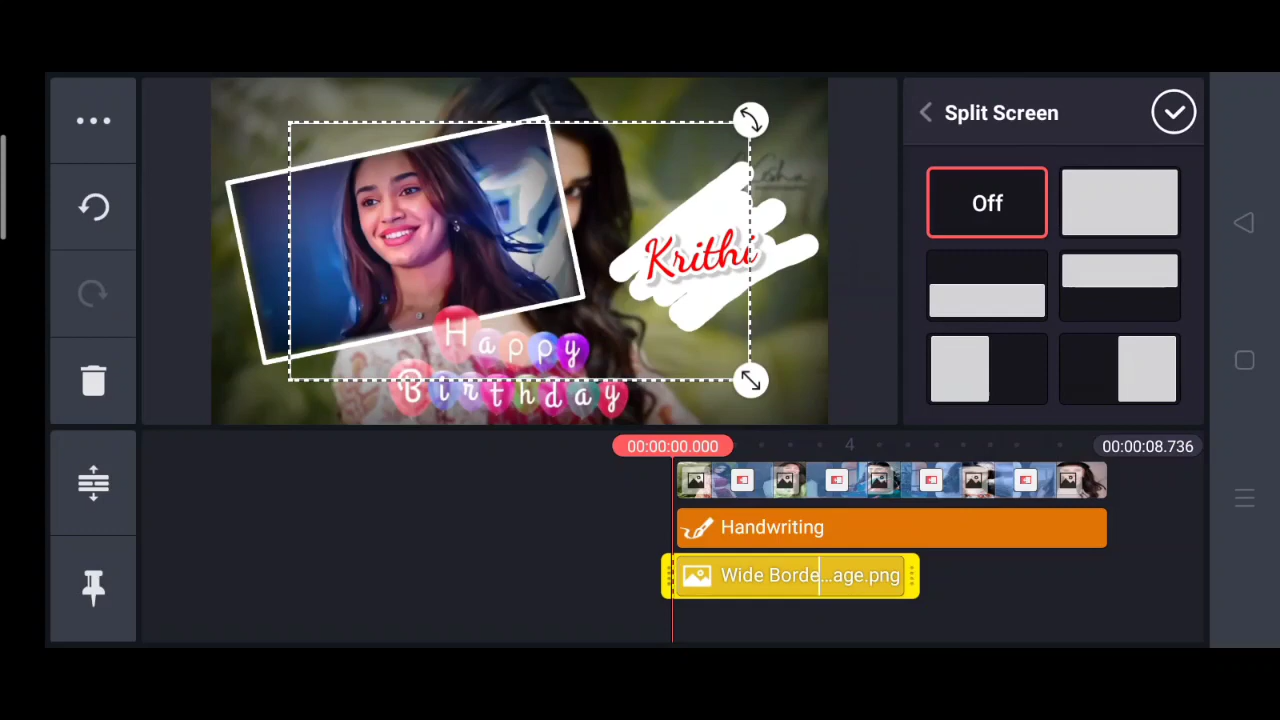 Split Screen
Off
Krithi
Happy
Birthday
00:00:00.000
4
00:00:08.736
Handwriting
Wide Borde...age.png